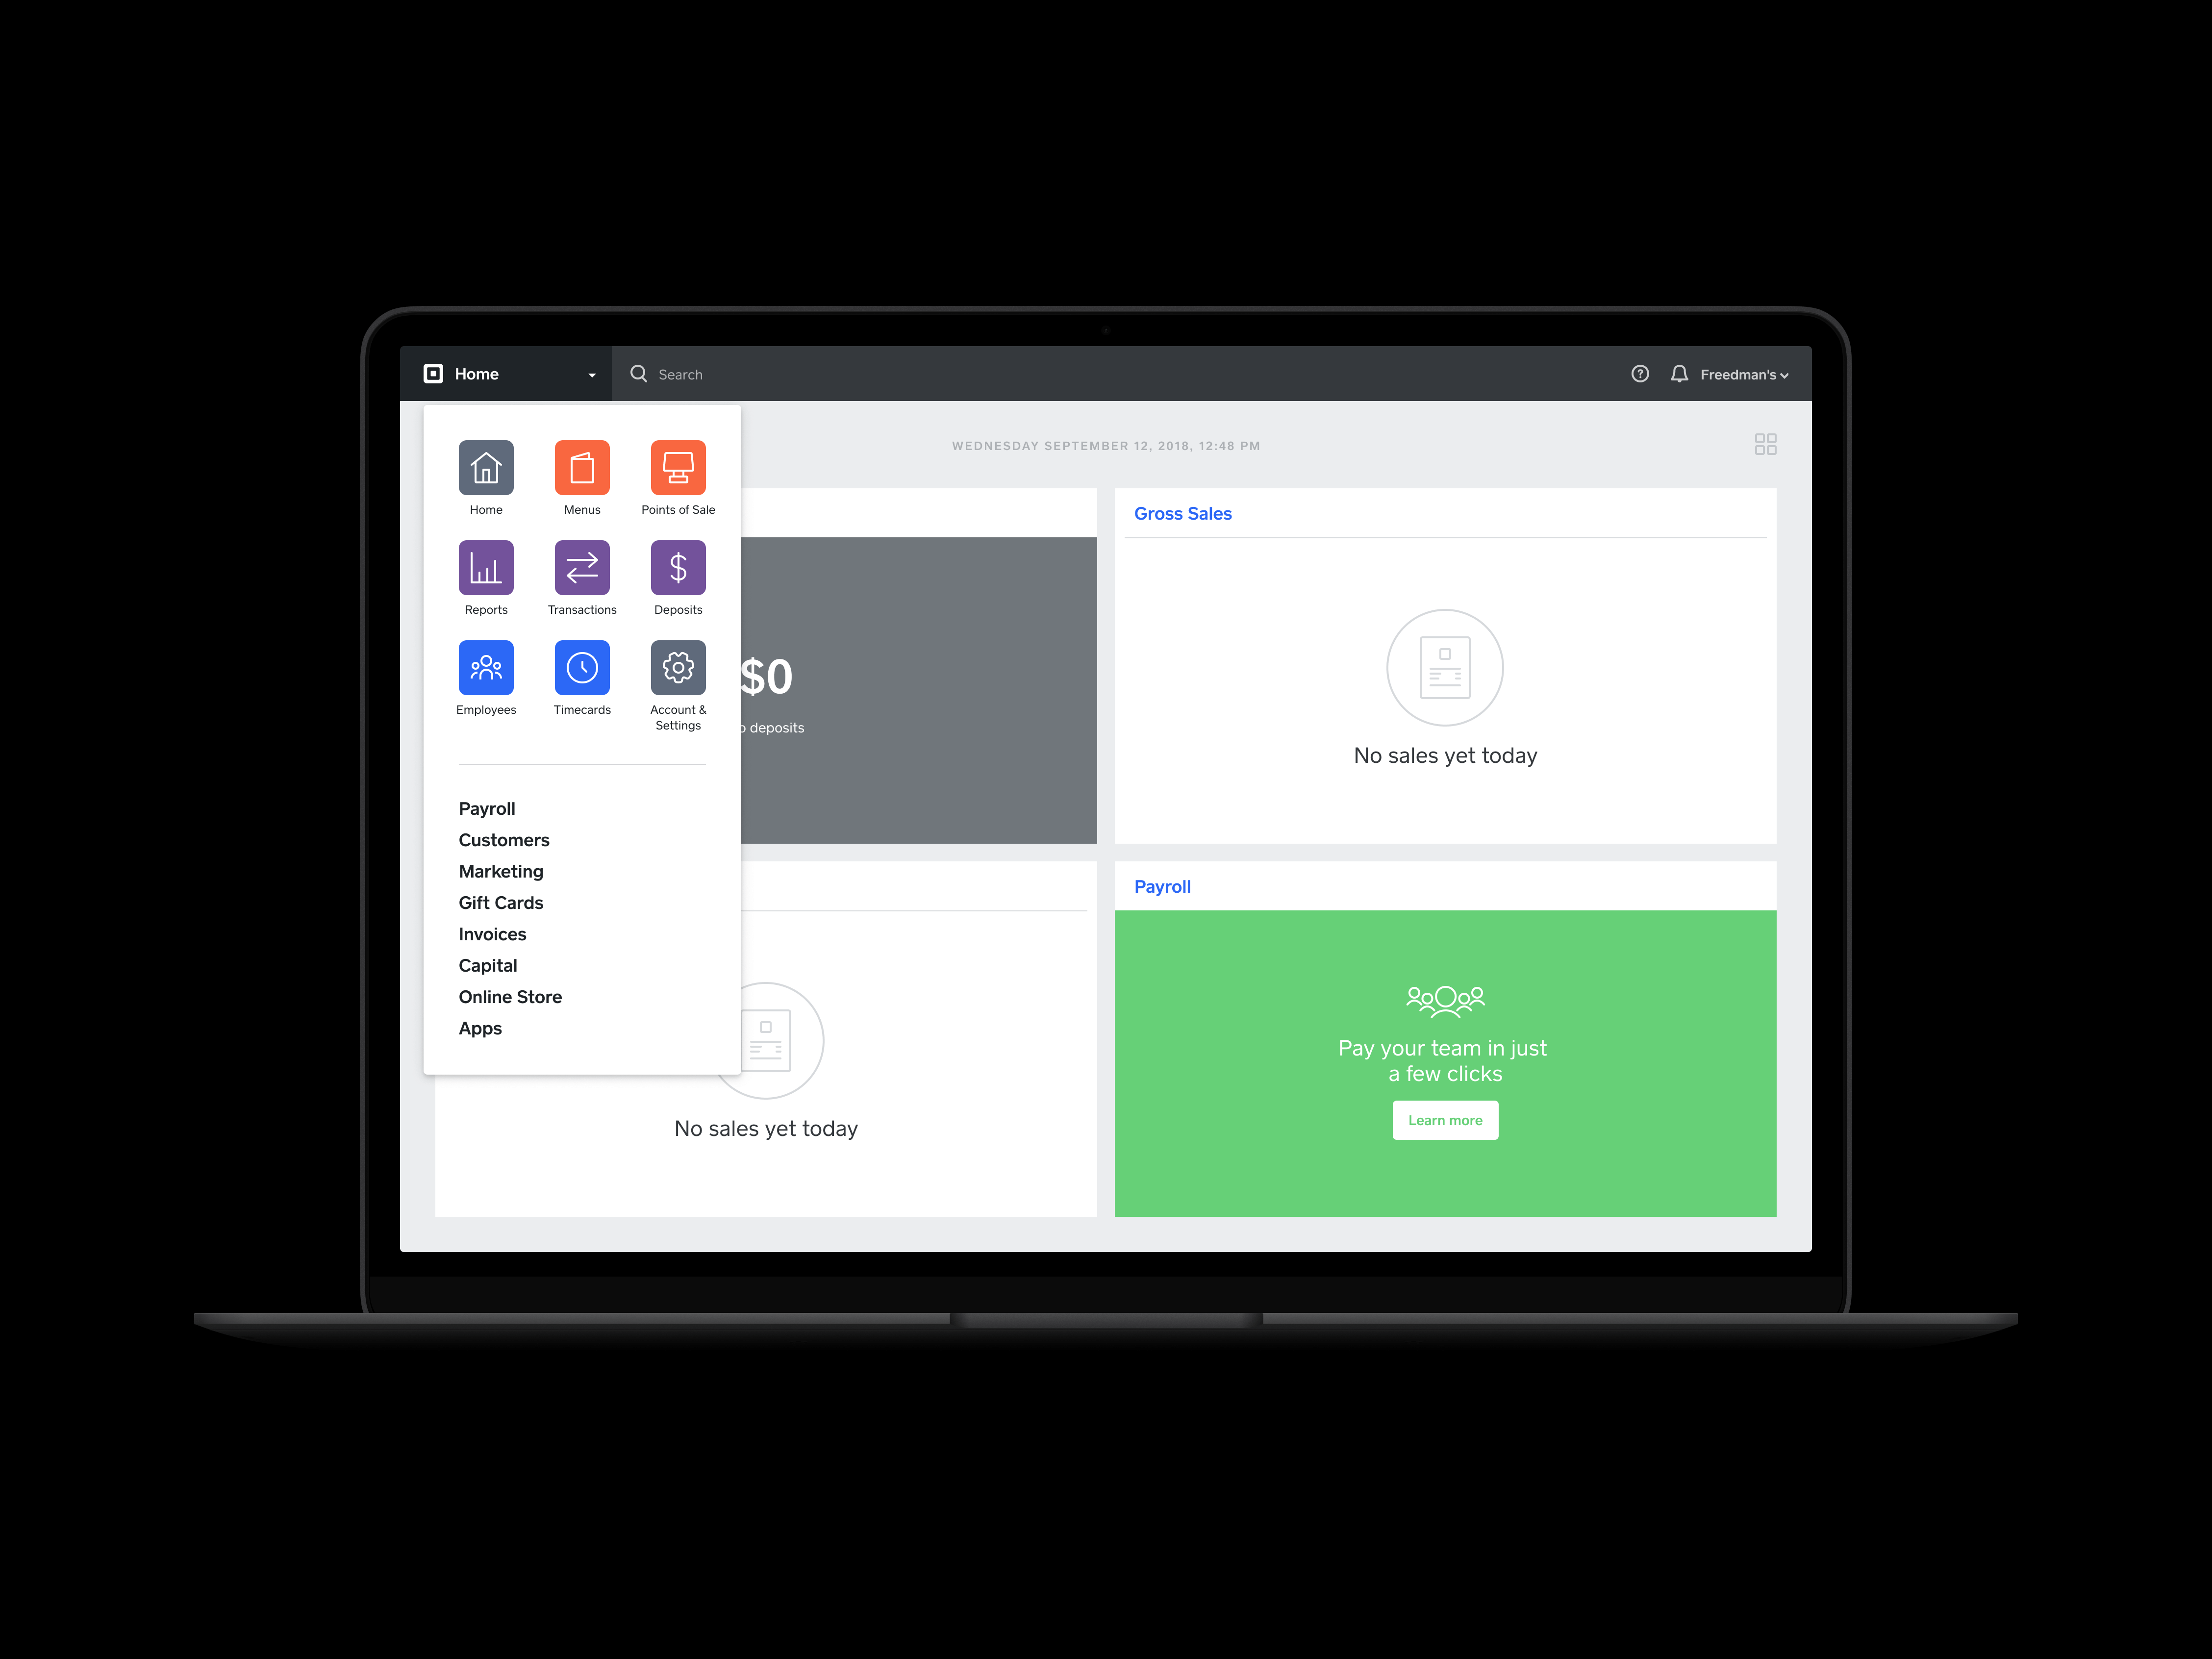 Home
Search
Freedman's
WEDNESDAY SEPTEMBER 12, 2018, 12:48 PM
Home
Menus
Points of Sale
Reports
Transactions
Deposits
Employees
Timecards
Account &
Settings
Payroll
Customers
Marketing
Gift Cards
Invoices
Capital
Online Store
Apps
$0
deposits
Gross Sales
No sales yet today
No sales yet today
Payroll
Pay your team in just
a few clicks
Learn more